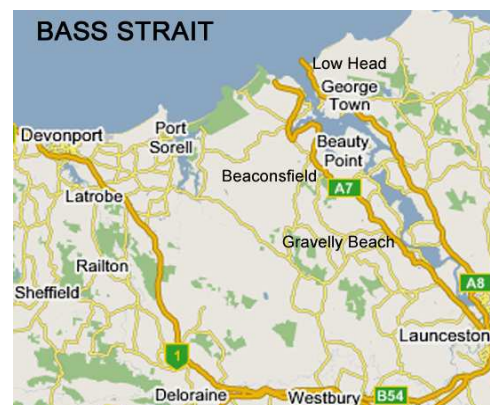 BASS STRAIT
Low Head
George
Town
Devonport
Port
Sorell
Beauty
Point
Beaconsfield
A7
Latrobe
Gravelly Beach
Railton
A8
Sheffield
Launceston
1
Deloraine
Westbury
B54